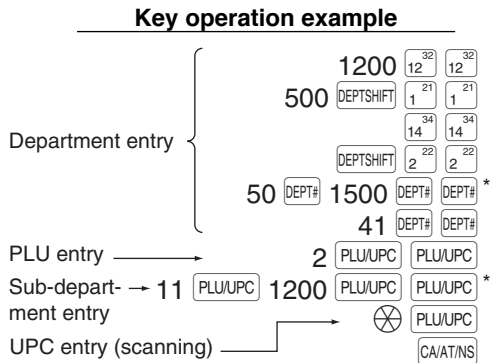 Key operation example
1200 12 32 12 32
500 DEPTSHIFT 1 21 1 21
14 34 14 34
Department entry
DEPTSHIFT 2 22 2 22
50 DEPT# 1500 DEPT# DEPT# *
41 DEPT# DEPT#
PLU entry 2 PLU/UPC PLU/UPC
Sub-depart- 11 PLU/UPC 1200 PLU/UPC PLU/UPC *
ment entry
PLU/UPC
UPC entry (scanning)
CA/AT/NS